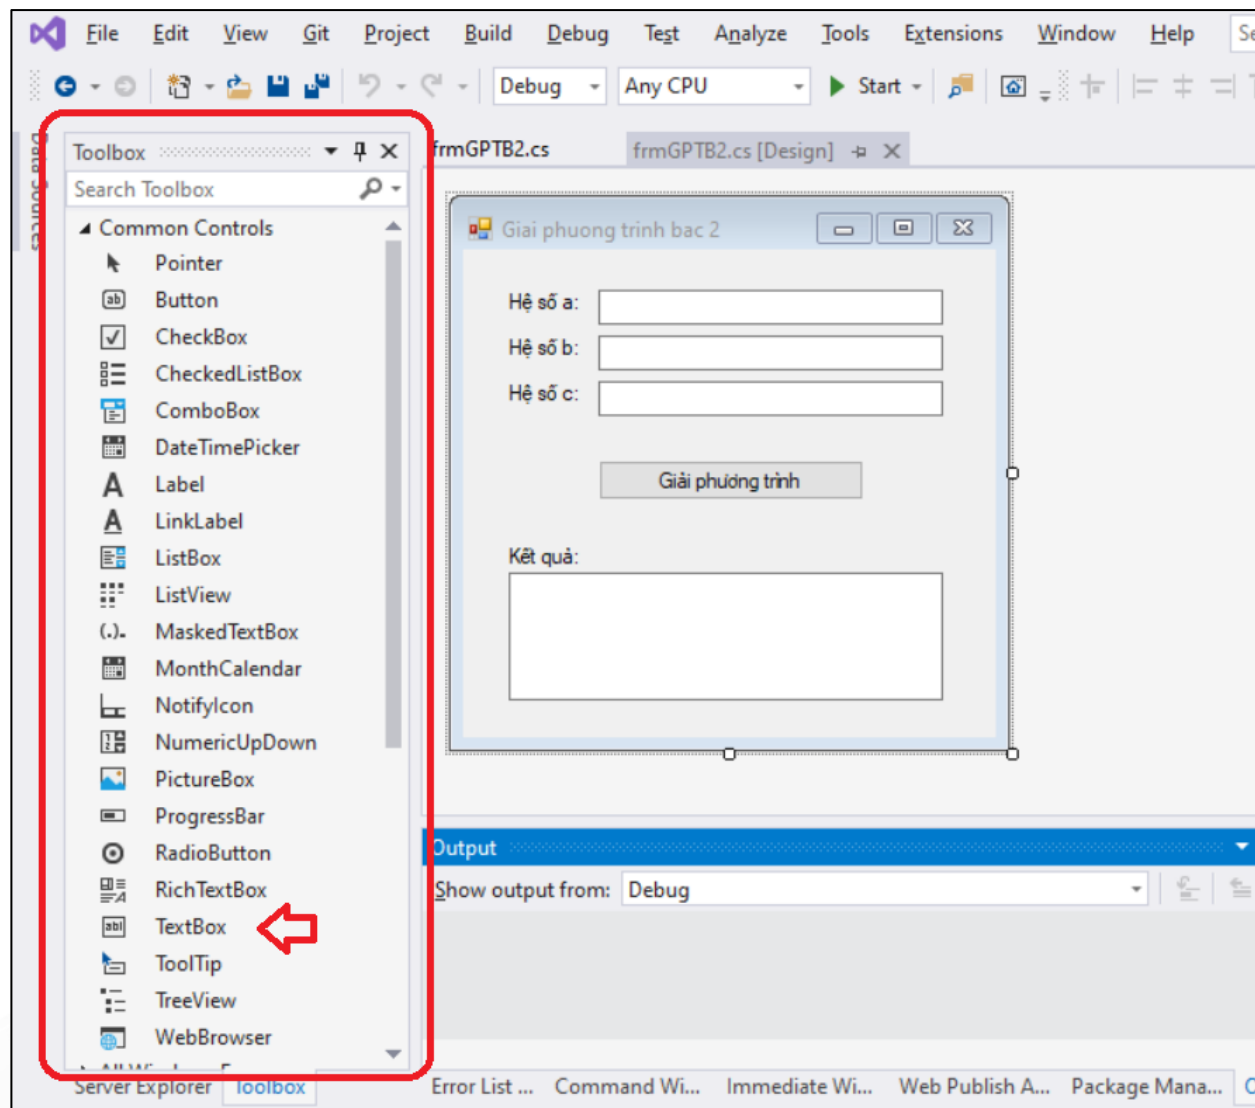 File Edit View Git Project Build Debug Test Analyze Tools Extensions Window Help Se
Debug Any CPU Start
Data Sources
Toolbox
Search Toolbox
Common Controls
Pointer
Button
CheckBox
CheckedListBox
ComboBox
DateTimePicker
Label
LinkLabel
ListBox
ListView
MaskedTextBox
MonthCalendar
NotifyIcon
NumericUpDown
PictureBox
ProgressBar
RadioButton
RichTextBox
TextBox
ToolTip
TreeView
WebBrowser
Server Explorer Toolbox
frmGPTB2.cs frmGPTB2.cs [Design]
Giai phuong trinh bac 2
Hệ số a:
Hệ số b:
Hệ số c:
Giải phương trình
Kết quả:
Output
Show output from: Debug
Error List ... Command Wi... Immediate Wi... Web Publish A... Package Mana... O